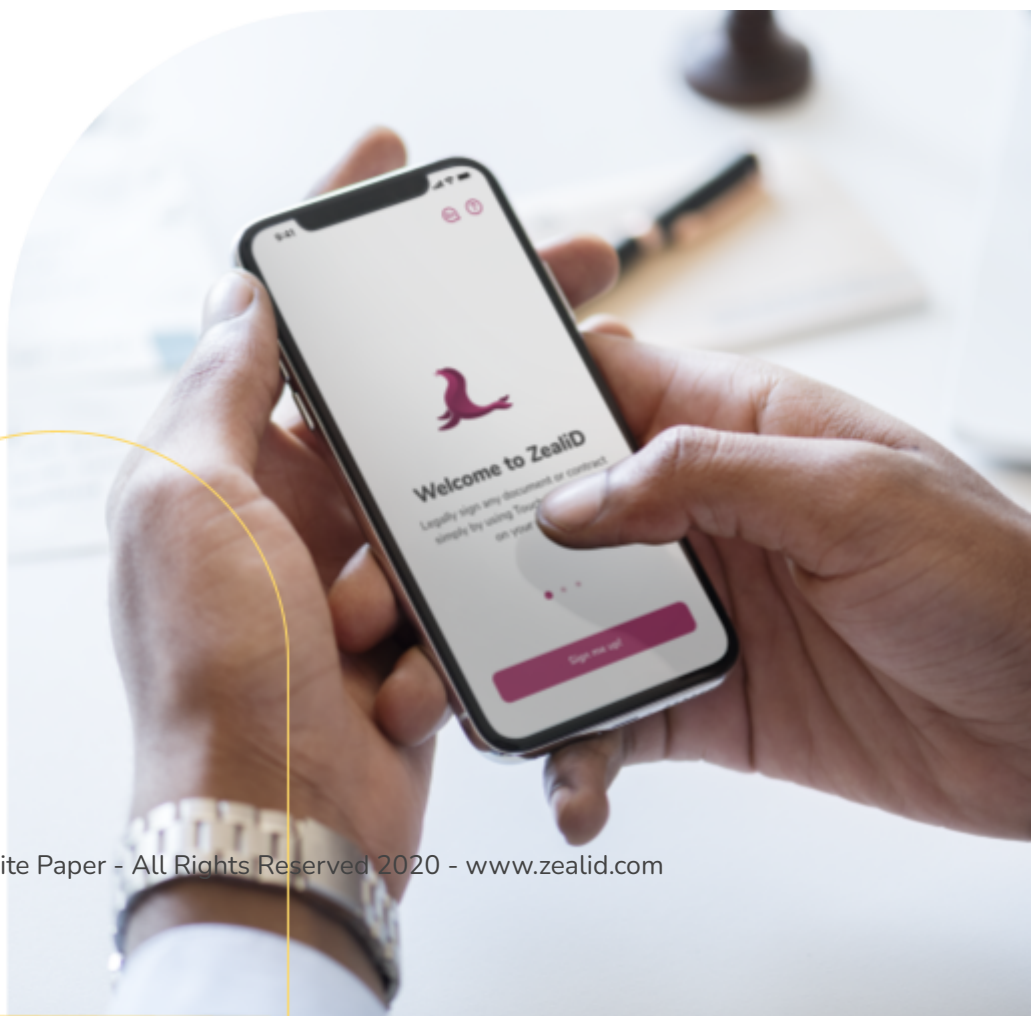 9:41
Welcome to ZealiD
Legally sign any document or contract
simply by using Touch
on your
Sign me up!
ite Paper - All Rights Reserved 2020 - www.zealid.com